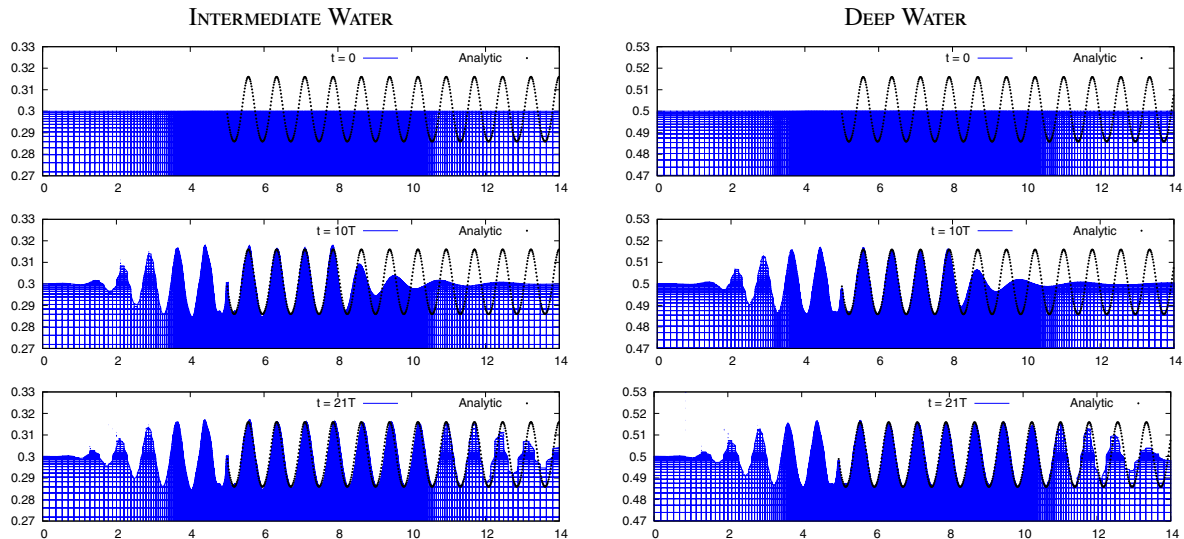 INTERMEDIATE WATER
DEEP WATER
0.33
0.32
0.31
0.3
0.29
0.28
0.27
t = 0
Analytic
0 2 4 6 8 10 12 14
0.53
0.52
0.51
0.5
0.49
0.48
0.47
t = 0
Analytic
0 2 4 6 8 10 12 14
0.33
0.32
0.31
0.3
0.29
0.28
0.27
t = 10T
Analytic
0 2 4 6 8 10 12 14
0.53
0.52
0.51
0.5
0.49
0.48
0.47
t = 10T
Analytic
0 2 4 6 8 10 12 14
0.33
0.32
0.31
0.3
0.29
0.28
0.27
t = 21T
Analytic
0 2 4 6 8 10 12 14
0.53
0.52
0.51
0.5
0.49
0.48
0.47
t = 21T
Analytic
0 2 4 6 8 10 12 14